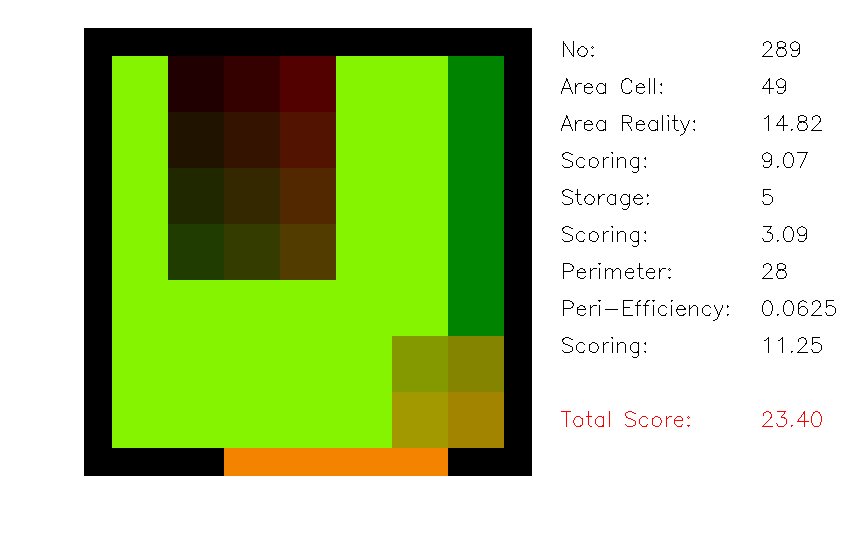 No: 289
Area Cell: 49
Area Reality: 14.82
Scoring: 9.07
Storage: 5
Scoring: 3.09
Perimeter: 28
Peri-Efficiency: 0.0625
Scoring: 11.25
Total Score: 23.40